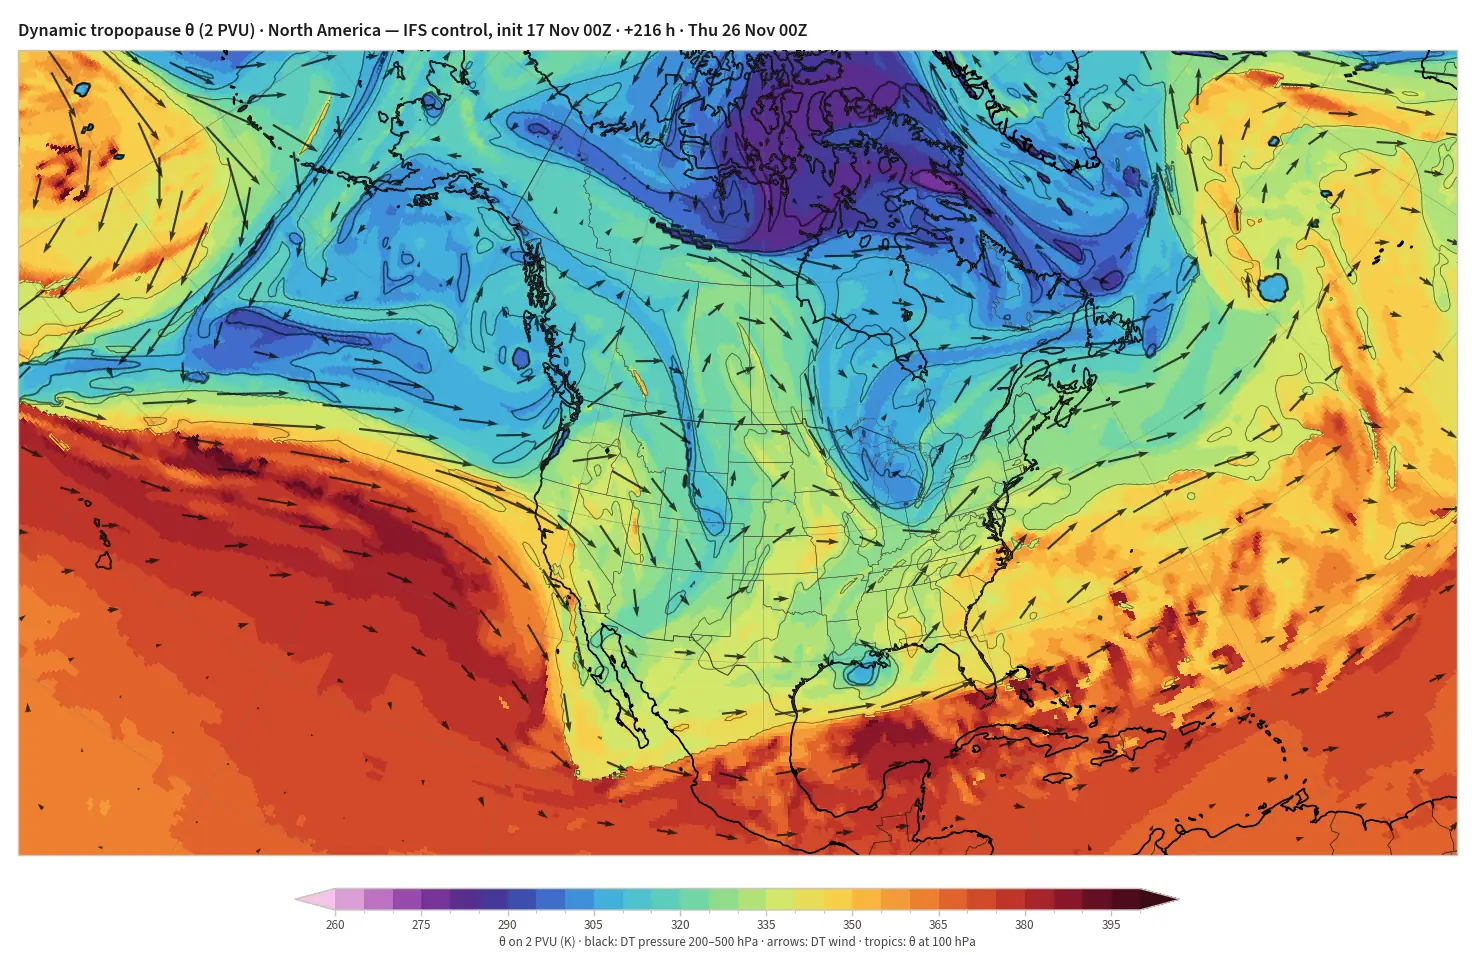 Dynamic tropopause θ (2 PVU) · North America — IFS control, init 17 Nov 00Z · +216 h · Thu 26 Nov 00Z
260 275 290 305 320 335 350 365 380 395
θ on 2 PVU (K) · black: DT pressure 200–500 hPa · arrows: DT wind · tropics: θ at 100 hPa